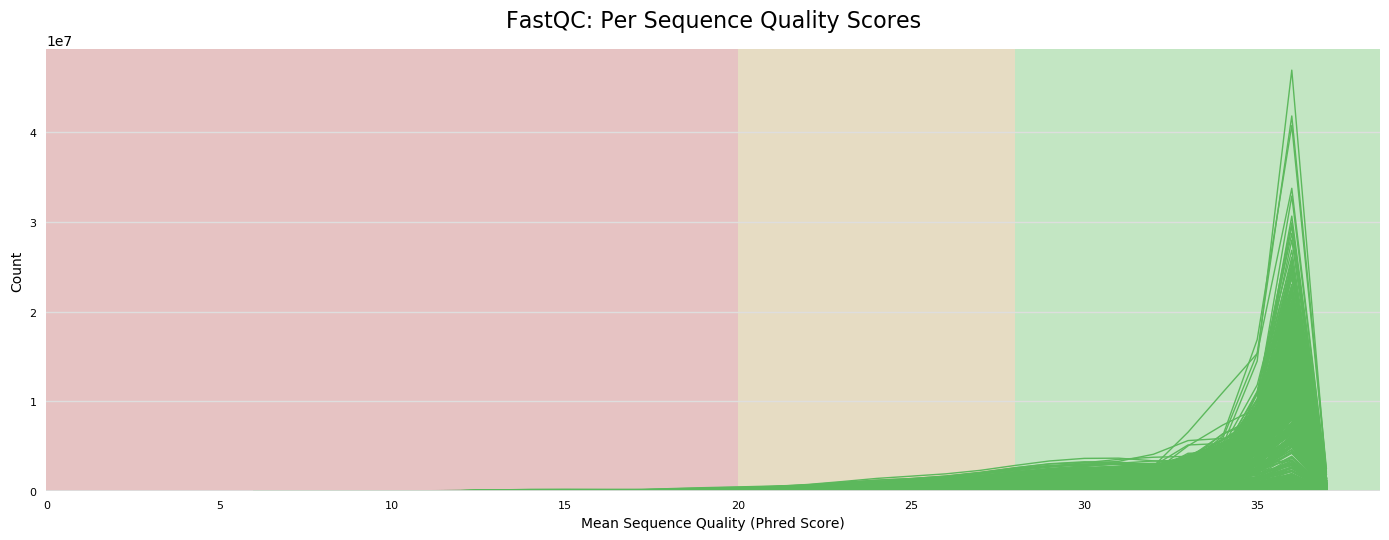 FastQC: Per Sequence Quality Scores
1e7
4
3
2
1
0
Count
0 5 10 15 20 25 30 35
Mean Sequence Quality (Phred Score)